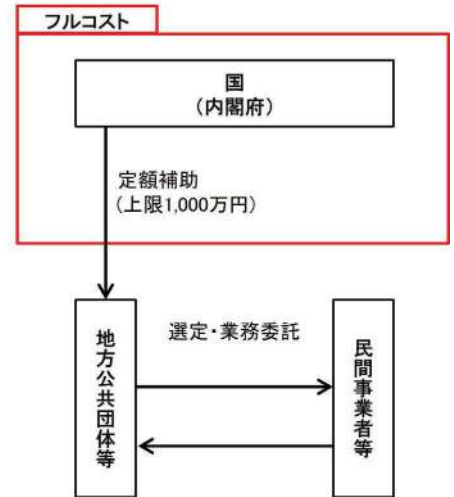 フルコスト
国
（内閣府）
定額補助
（上限1,000万円）
選定・業務委託
地方公共団体等
民間事業者等